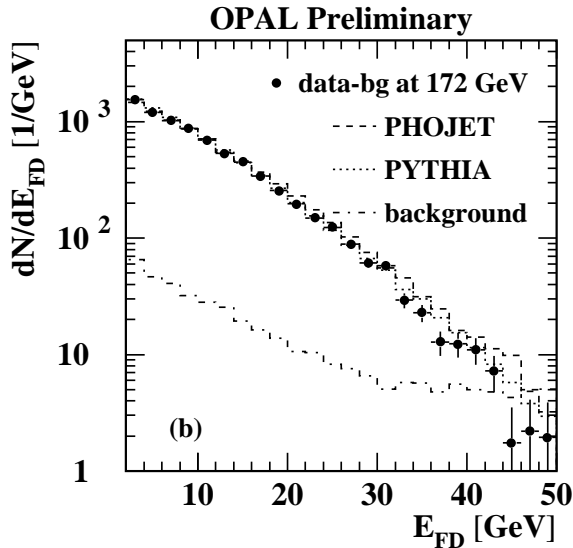 OPAL Preliminary
dN/dE_FD [1/GeV]
10^3
10^2
10
1
data-bg at 172 GeV
PHOJET
PYTHIA
background
(b)
10 20 30 40 50
E_FD [GeV]